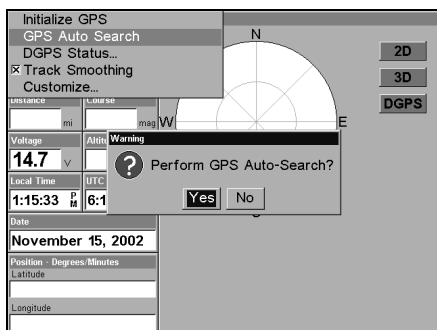 Initialize GPS
GPS Auto Search
DGPS Status...
Track Smoothing
Customize...
N
2D
3D
DGPS
Distance
Course
mi
mag
W
E
Voltage
14.7 V
Warning
Perform GPS Auto-Search?
Yes No
Local Time
UTC
1:15:33 PM
6:1
Date
November 15, 2002
Position - Degrees/Minutes
Latitude
Longitude